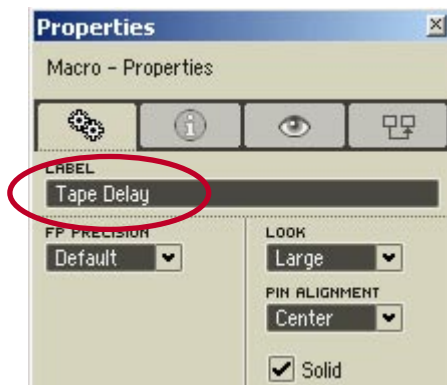 Properties
Macro – Properties
LABEL
Tape Delay
FP PRECISION
Default
LOOK
Large
PIN ALIGNMENT
Center
Solid